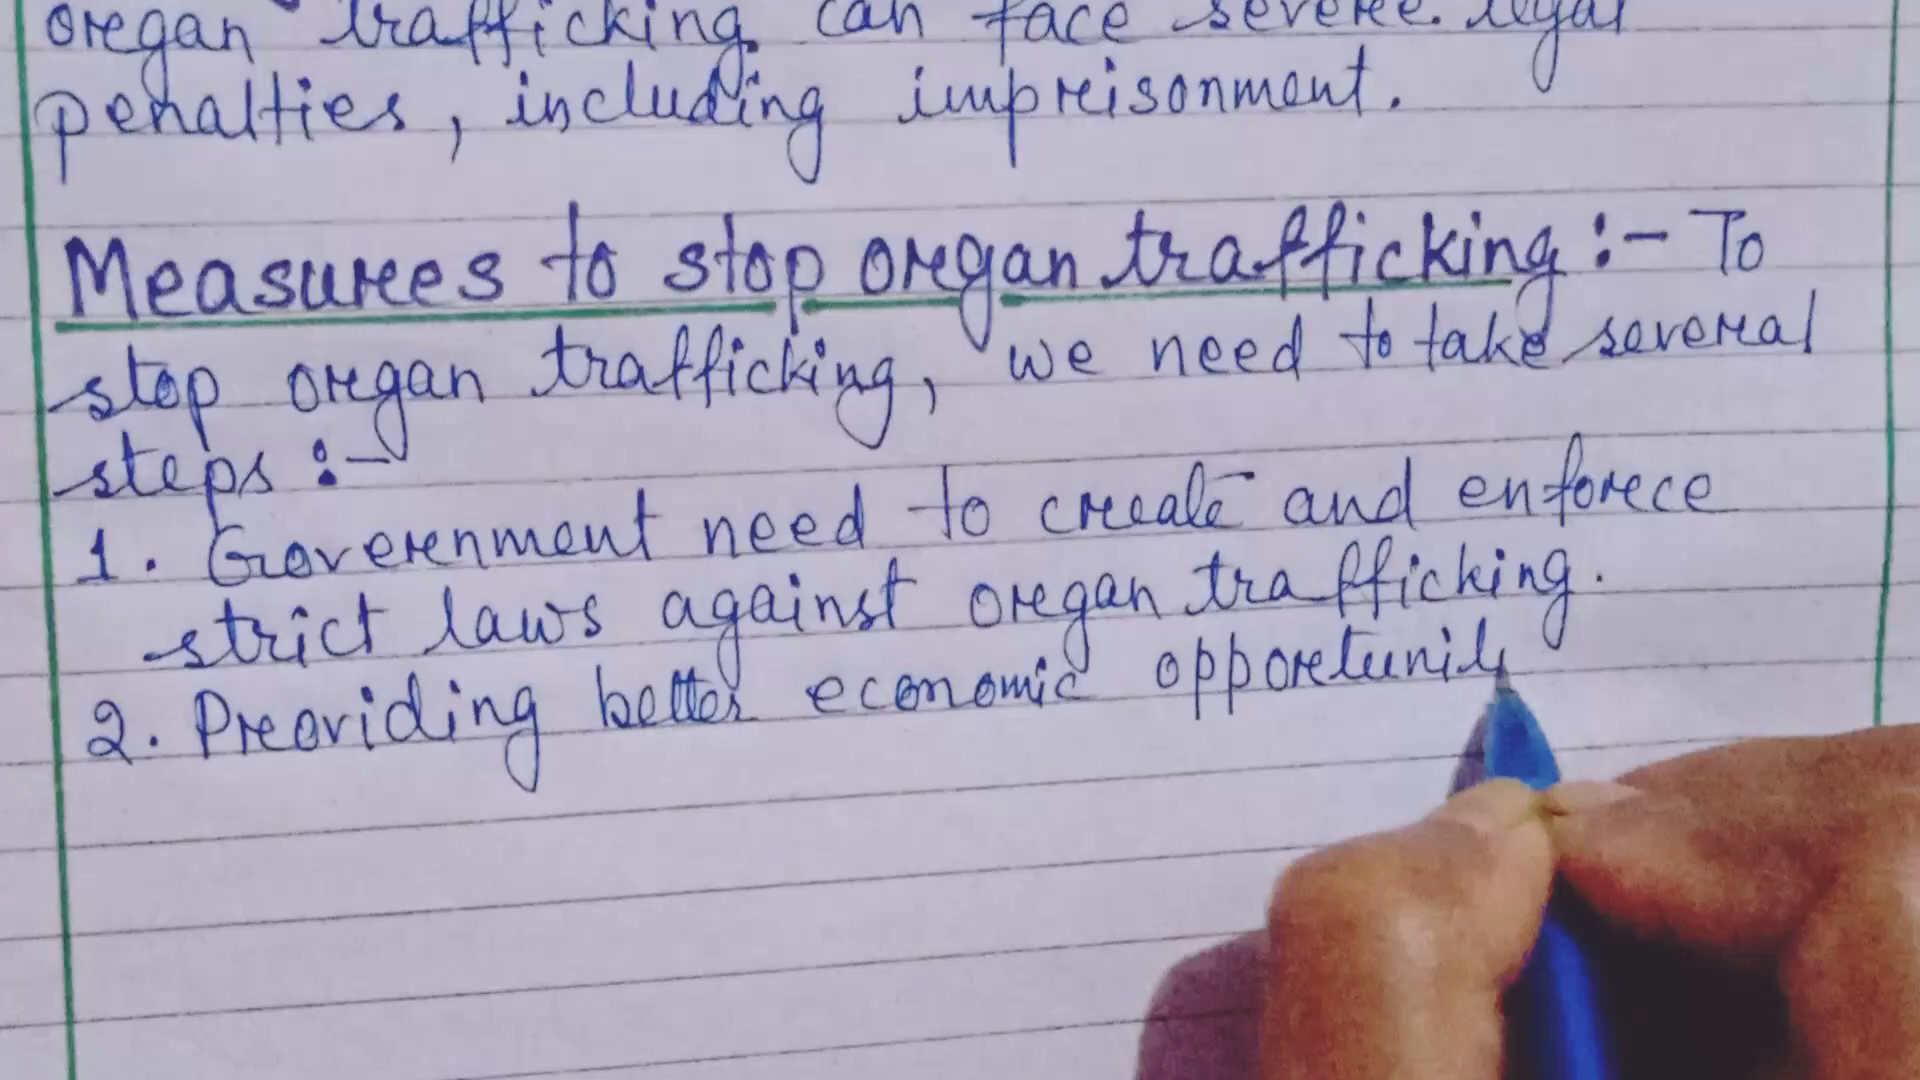 organ trafficking can face severe legal
penalties, including imprisonment.
Measures to stop organ trafficking :- To
stop organ trafficking, we need to take several
steps :-
1. Government need to create and enforce
strict laws against organ trafficking.
2. Providing better economic opportunit